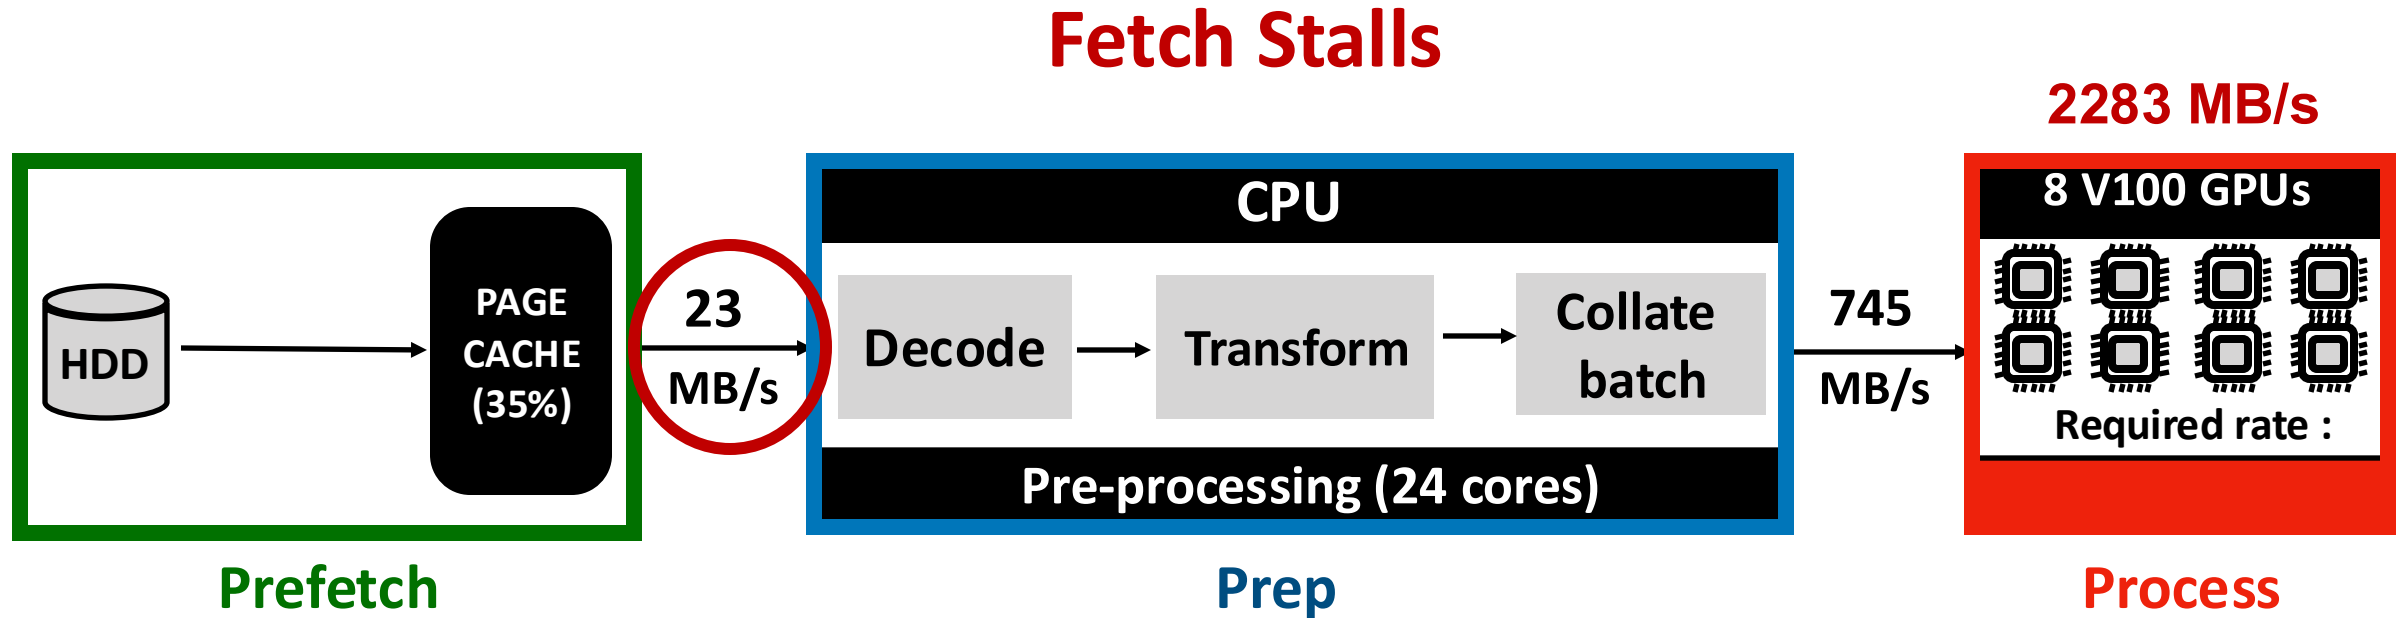 Fetch Stalls
2283 MB/s
HDD
PAGE
CACHE
(35%)
23
MB/s
CPU
Decode
Transform
Collate
batch
Pre-processing (24 cores)
745
MB/s
8 V100 GPUs
Required rate :
Prefetch
Prep
Process